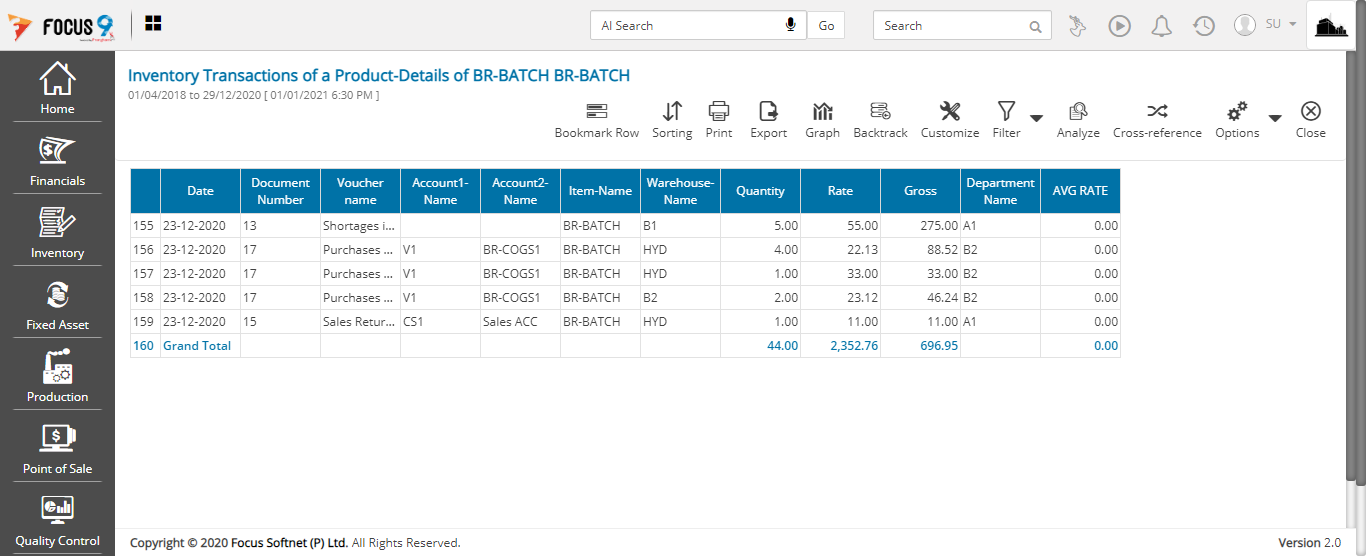 FOCUS 9
AI Search Go Search SU
Home
Financials
Inventory
Fixed Asset
Production
Point of Sale
Quality Control
Inventory Transactions of a Product-Details of BR-BATCH BR-BATCH
01/04/2018 to 29/12/2020 [ 01/01/2021 6:30 PM ]
Bookmark Row Sorting Print Export Graph Backtrack Customize Filter Analyze Cross-reference Options Close
Date Document Number Voucher name Account1-Name Account2-Name Item-Name Warehouse-Name Quantity Rate Gross Department Name AVG RATE
155 23-12-2020 13 Shortages i... BR-BATCH B1 5.00 55.00 275.00 A1 0.00
156 23-12-2020 17 Purchases ... V1 BR-COGS1 BR-BATCH HYD 4.00 22.13 88.52 B2 0.00
157 23-12-2020 17 Purchases ... V1 BR-COGS1 BR-BATCH HYD 1.00 33.00 33.00 B2 0.00
158 23-12-2020 17 Purchases ... V1 BR-COGS1 BR-BATCH B2 2.00 23.12 46.24 B2 0.00
159 23-12-2020 15 Sales Retur... CS1 Sales ACC BR-BATCH HYD 1.00 11.00 11.00 A1 0.00
160 Grand Total 44.00 2,352.76 696.95 0.00
Copyright © 2020 Focus Softnet (P) Ltd. All Rights Reserved.
Version 2.0